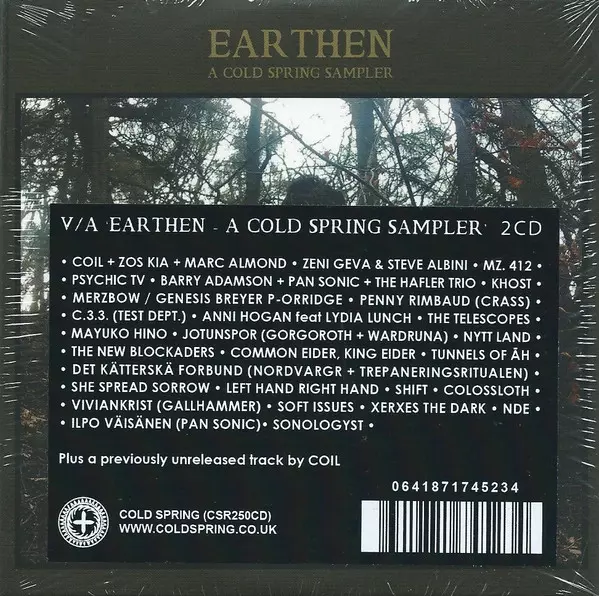 EARTHEN
A COLD SPRING SAMPLER
V/A 'EARTHEN - A COLD SPRING SAMPLER' 2CD
• COIL + ZOS KIA + MARC ALMOND • ZENI GEVA & STEVE ALBINI • MZ. 412 •
• PSYCHIC TV • BARRY ADAMSON + PAN SONIC + THE HAFLER TRIO • KHOST •
MERZBOW / GENESIS BREYER P-ORRIDGE • PENNY RIMBAUD (CRASS) •
• C.3.3. (TEST DEPT.) • ANNI HOGAN feat LYDIA LUNCH • THE TELESCOPES •
MAYUKO HINO • JOTUNSPOR (GORGOROTH + WARDRUNA) • NYTT LAND •
• THE NEW BLOCKADERS • COMMON EIDER, KING EIDER • TUNNELS OF ĀH •
• DET KÄTTERSKÄ FORBUND (NORDVARGR + TREPANERINGSRITUALEN) •
• SHE SPREAD SORROW • LEFT HAND RIGHT HAND • SHIFT • COLOSSLOTH •
VIVIANKRIST (GALLHAMMER) • SOFT ISSUES • XERXES THE DARK • NDE •
• ILPO VÄISÄNEN (PAN SONIC) • SONOLOGYST •
Plus a previously unreleased track by COIL
0641871745234
COLD SPRING (CSR250CD)
WWW.COLDSPRING.CO.UK